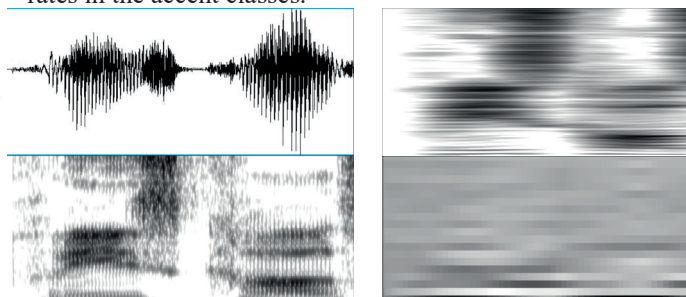 rates in the accent classes.